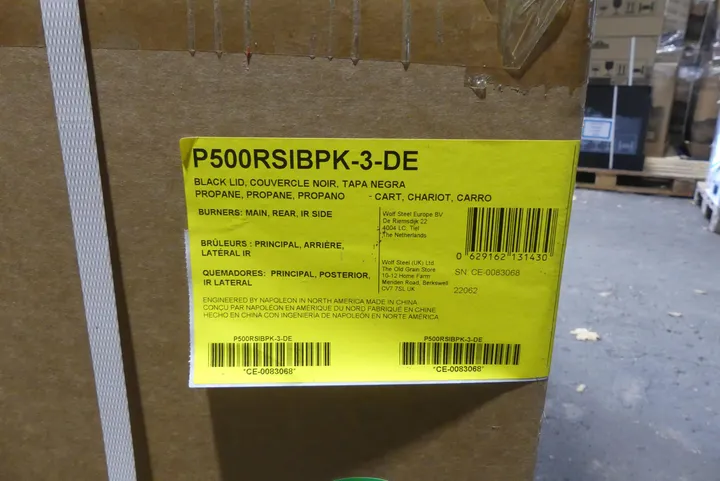 P500RSIBPK-3-DE
BLACK LID, COUVERCLE NOIR, TAPA NEGRA
PROPANE, PROPANE, PROPANO - CART, CHARIOT, CARRO
BURNERS: MAIN, REAR, IR SIDE
BRÛLEURS : PRINCIPAL, ARRIÈRE,
LATÉRAL IR
QUEMADORES: PRINCIPAL, POSTERIOR,
IR LATERAL
Wolf Steel Europe BV
De Riemsdijk 22
4004 LC, Tiel
The Netherlands
Wolf Steel (UK) Ltd
The Old Grain Store
10-12 Home Farm
Meriden Road, Berkswell
CV7 7SL UK
0 629162 131430
SN: CE-0083068
22062
ENGINEERED BY NAPOLEON IN NORTH AMERICA MADE IN CHINA
CONÇU PAR NAPOLÉON EN AMÉRIQUE DU NORD FABRIQUÉ EN CHINE
HECHO EN CHINA CON INGENIERIA DE NAPOLEÓN EN NORTE AMÉRICA
P500RSIBPK-3-DE
*CE-0083068*
P500RSIBPK-3-DE
*CE-0083068*